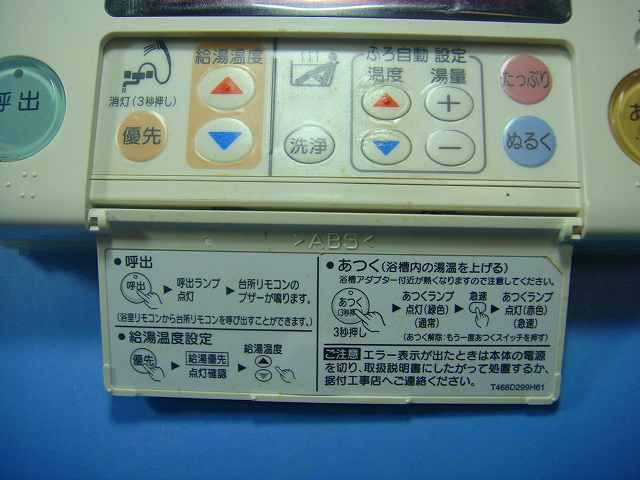 呼出
給湯温度
ふろ自動 設定
温度 湯量
たっぷり
消灯(3秒押し)
優先
洗浄
ぬるく
＋
－
>ABS<
●呼出
呼出 ▶ 呼出ランプ点灯 ▶ 台所リモコンのブザーが鳴ります。
(浴室リモコンから台所リモコンを呼び出すことができます。)
●給湯温度設定
優先 ▶ 給湯優先 点灯確認 ▶ 給湯温度
●あつく(浴槽内の湯温を上げる)
浴槽アダプター付近が熱くなりますので注意してください。
あつく(3秒押) 3秒押し ▶ あつくランプ点灯(緑色)(通常) ▶ 急速 ▶ あつくランプ点灯(赤色)(急速)
(あつく解除:もう一度あつくスイッチを押す)
ご注意 エラー表示が出たときは本体の電源
を切り、取扱説明書にしたがって処置するか、
据付工事店へご連絡ください。
T468D299H61